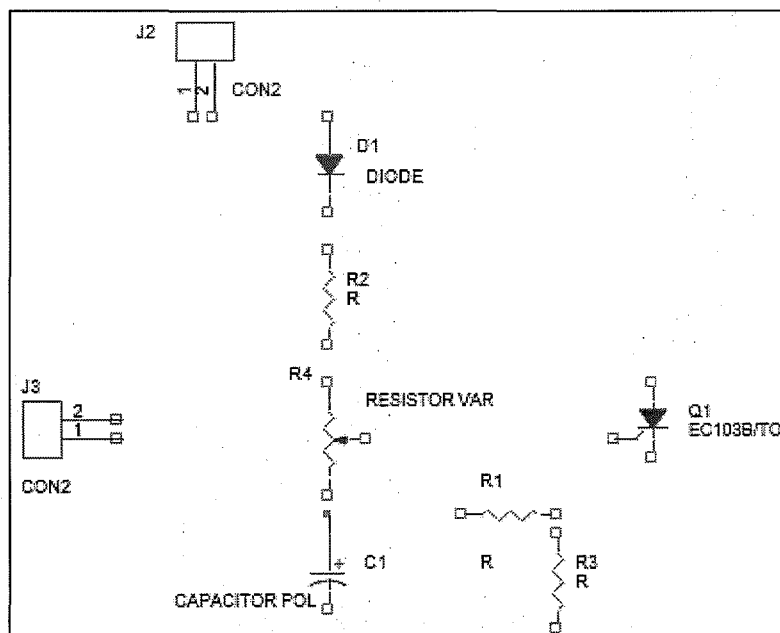 J2
1
2
CON2
D1
DIODE
R2
R
R4
RESISTOR VAR
J3
2
1
CON2
Q1
EC103B/TO
R1
R
R3
R
+
C1
CAPACITOR POL